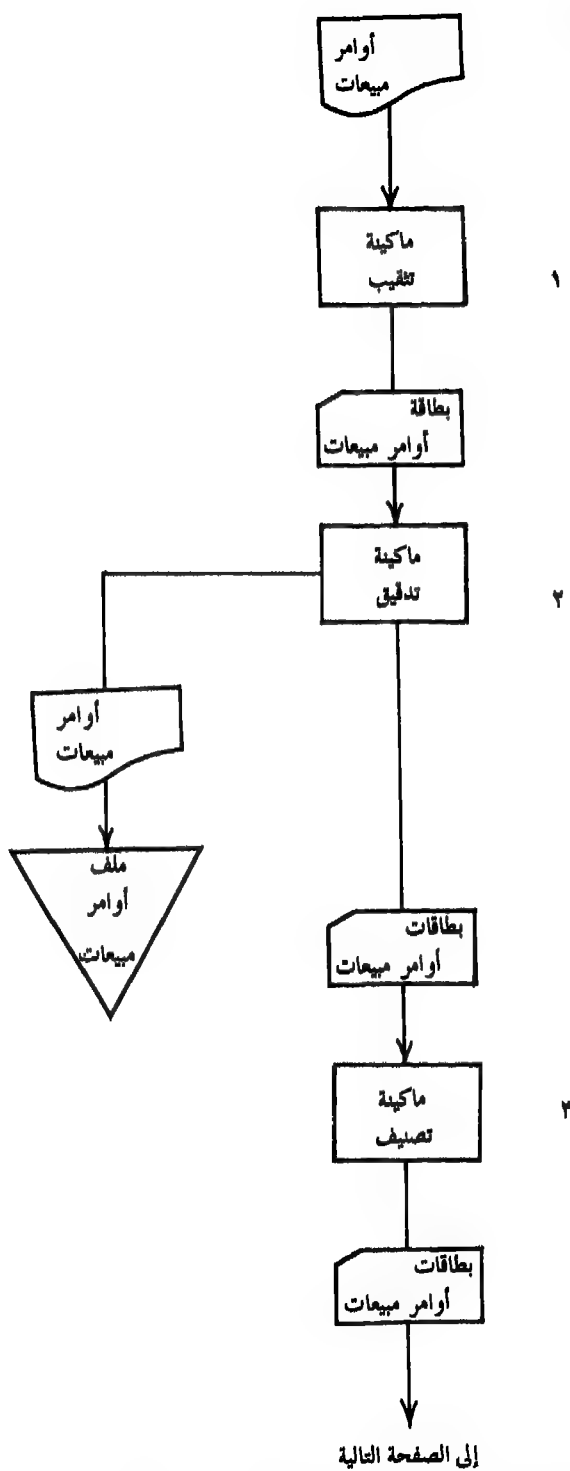 أوامر
مبيعات
ماكينة
تثقيب
١
بطاقة
أوامر مبيعات
ماكينة
تدقيق
٢
أوامر
مبيعات
ملف
أوامر
مبيعات
بطاقات
أوامر مبيعات
ماكينة
تصنيف
٣
بطاقات
أوامر مبيعات
إلى الصفحة التالية